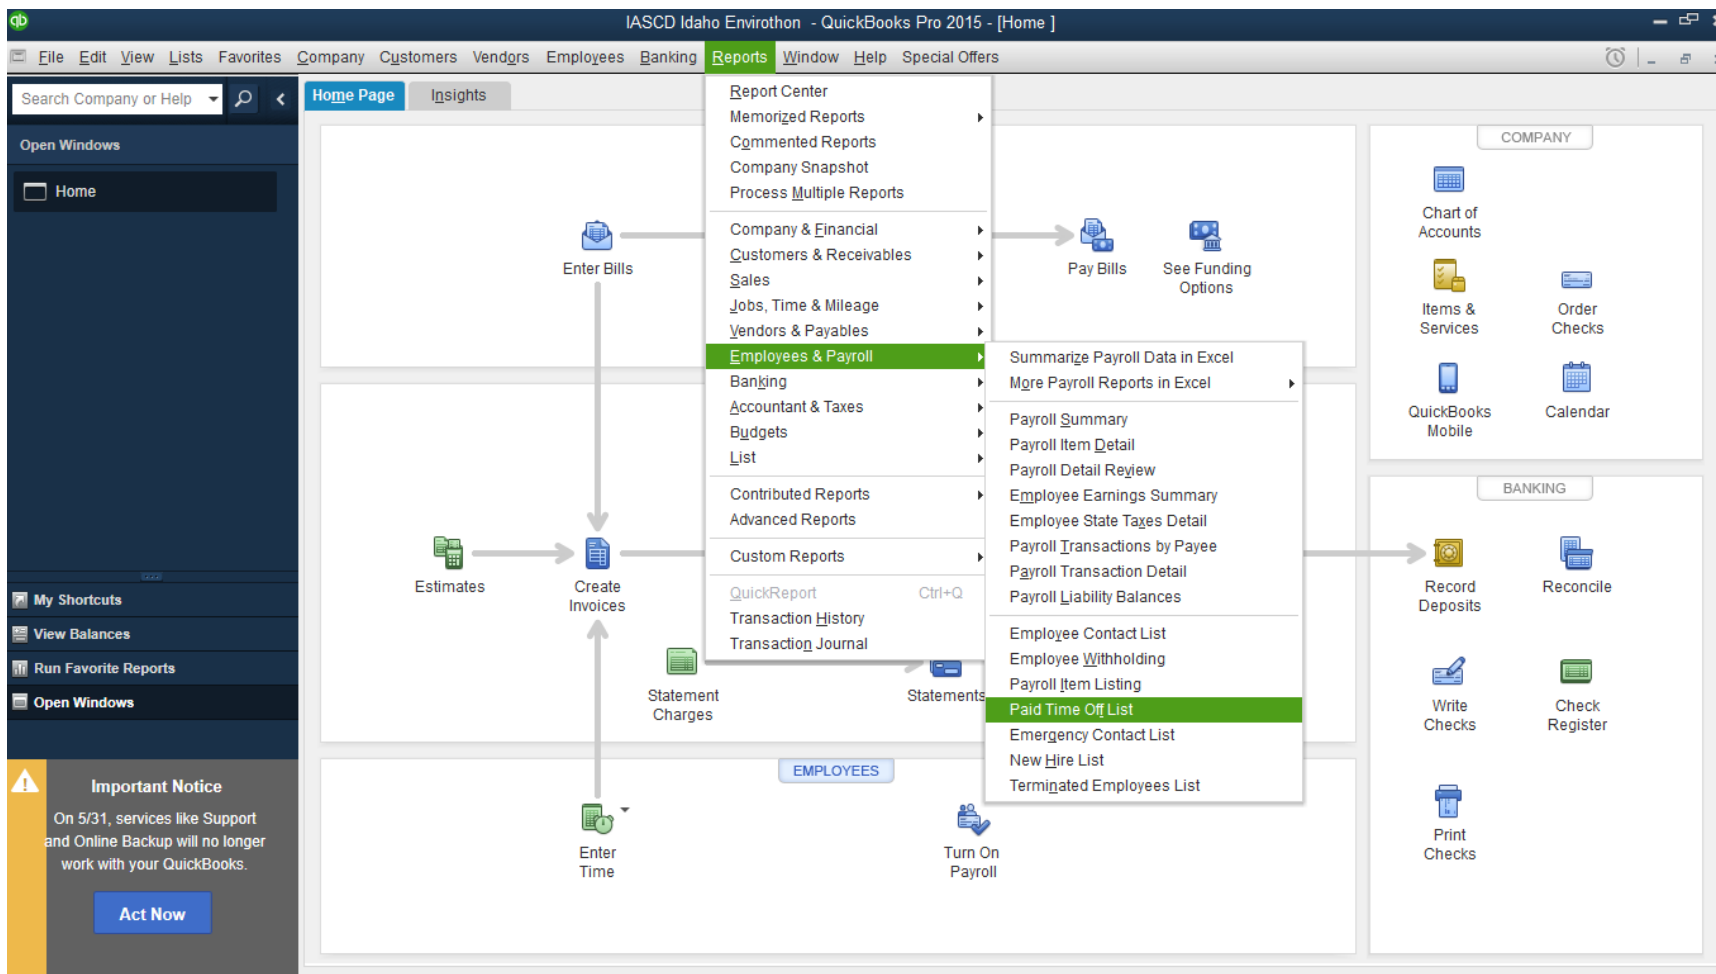 qb IASCD Idaho Envirothon - QuickBooks Pro 2015 - [Home ]
File Edit View Lists Favorites Company Customers Vendors Employees Banking Reports Window Help Special Offers
Search Company or Help
Open Windows
Home
My Shortcuts
View Balances
Run Favorite Reports
Open Windows
Important Notice
On 5/31, services like Support
and Online Backup will no longer
work with your QuickBooks.
Act Now
Home Page
Insights
Enter Bills
Pay Bills
See Funding
Options
Estimates
Create
Invoices
Statement
Charges
Statements
EMPLOYEES
Enter
Time
Turn On
Payroll
Report Center
Memorized Reports
Commented Reports
Company Snapshot
Process Multiple Reports
Company & Financial
Customers & Receivables
Sales
Jobs, Time & Mileage
Vendors & Payables
Employees & Payroll
Banking
Accountant & Taxes
Budgets
List
Contributed Reports
Advanced Reports
Custom Reports
QuickReport Ctrl+Q
Transaction History
Transaction Journal
Summarize Payroll Data in Excel
More Payroll Reports in Excel
Payroll Summary
Payroll Item Detail
Payroll Detail Review
Employee Earnings Summary
Employee State Taxes Detail
Payroll Transactions by Payee
Payroll Transaction Detail
Payroll Liability Balances
Employee Contact List
Employee Withholding
Payroll Item Listing
Paid Time Off List
Emergency Contact List
New Hire List
Terminated Employees List
COMPANY
Chart of
Accounts
Items &
Services
Order
Checks
QuickBooks
Mobile
Calendar
BANKING
Record
Deposits
Reconcile
Write
Checks
Check
Register
Print
Checks